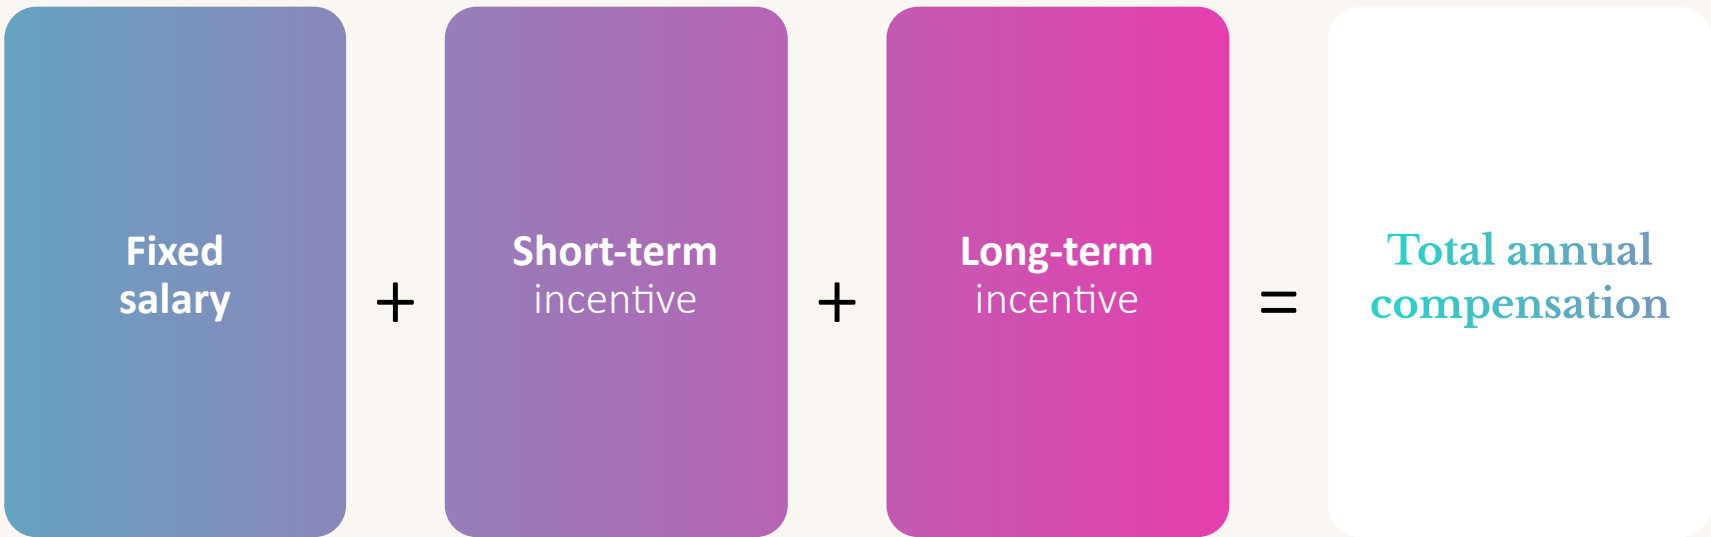 Fixed
salary
+
Short-term
incentive
+
Long-term
incentive
=
Total annual
compensation